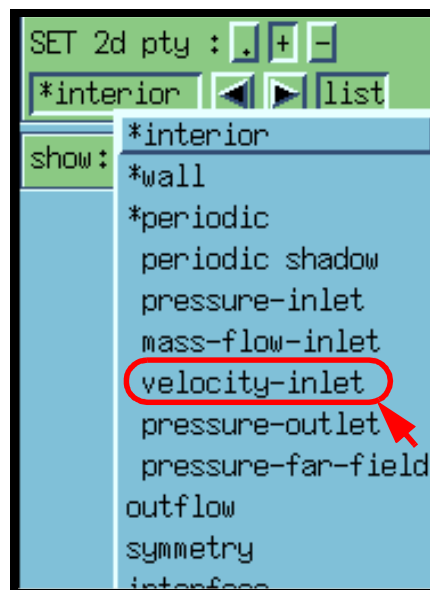 SET 2d pty : . + -
*interior list
*interior
show:
*wall
*periodic
periodic shadow
pressure-inlet
mass-flow-inlet
velocity-inlet
pressure-outlet
pressure-far-field
outflow
symmetry
interface